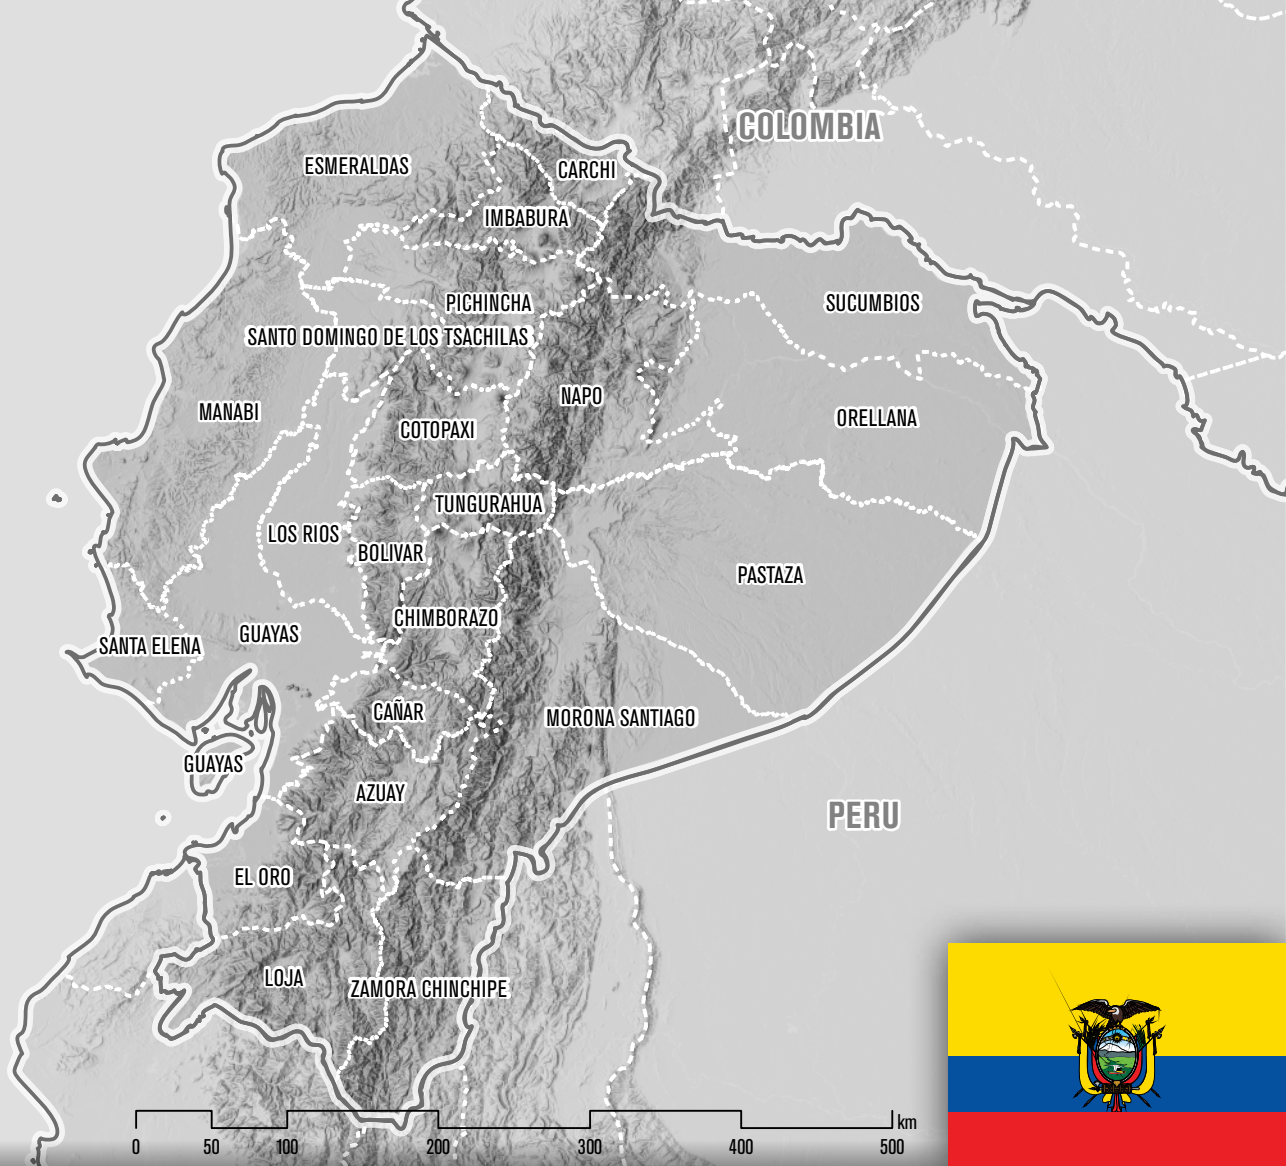 COLOMBIA
ESMERALDAS
CARCHI
IMBABURA
PICHINCHA
SUCUMBIOS
SANTO DOMINGO DE LOS TSACHILAS
NAPO
MANABI
COTOPAXI
ORELLANA
TUNGURAHUA
LOS RIOS
BOLIVAR
PASTAZA
CHIMBORAZO
GUAYAS
SANTA ELENA
CAÑAR
MORONA SANTIAGO
GUAYAS
AZUAY
PERU
EL ORO
LOJA
ZAMORA CHINCHIPE
km
0 50 100 200 300 400 500